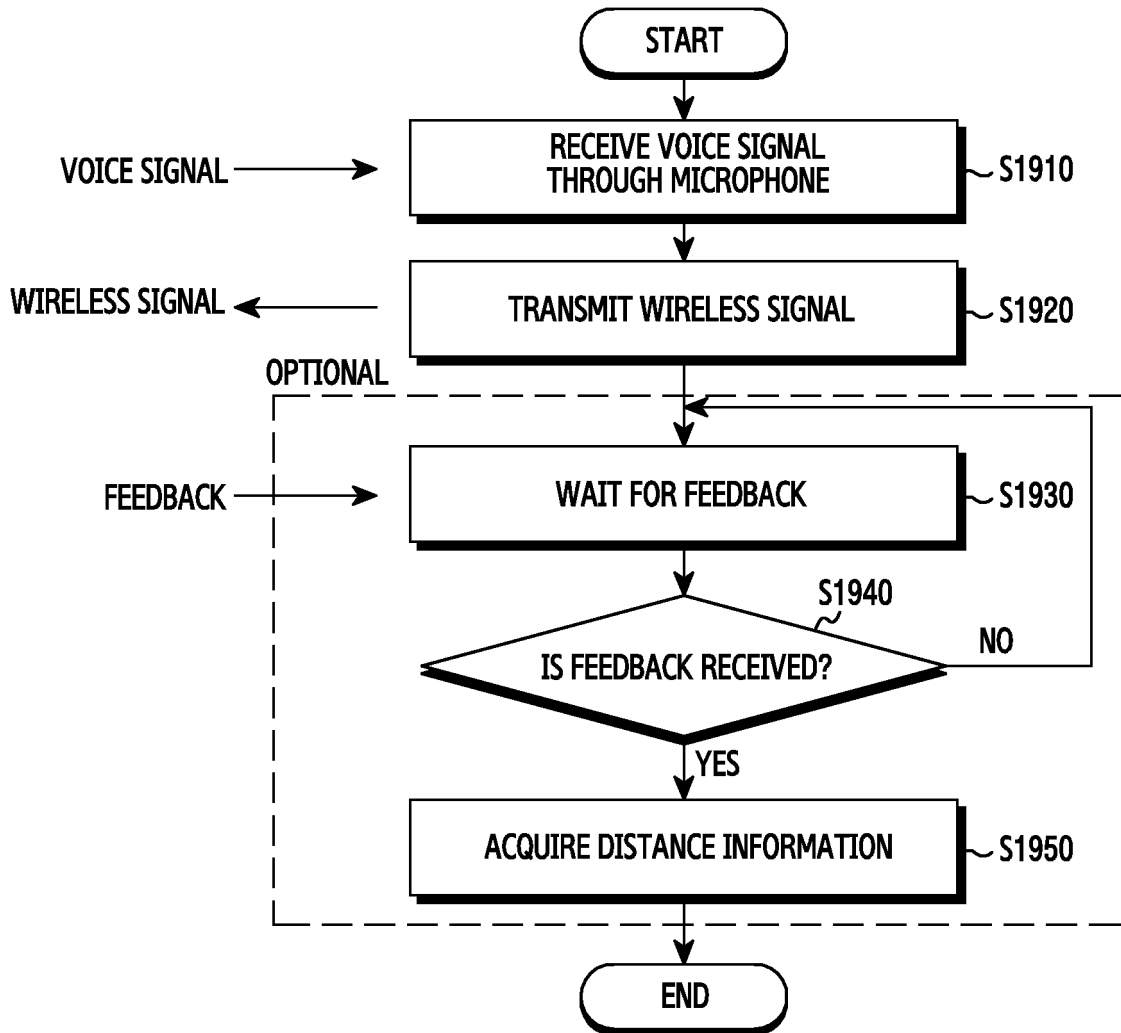 START
RECEIVE VOICE SIGNAL
THROUGH MICROPHONE
VOICE SIGNAL
S1910
WIRELESS SIGNAL
TRANSMIT WIRELESS SIGNAL
S1920
OPTIONAL
FEEDBACK
WAIT FOR FEEDBACK
S1930
S1940
IS FEEDBACK RECEIVED?
NO
YES
ACQUIRE DISTANCE INFORMATION
S1950
END